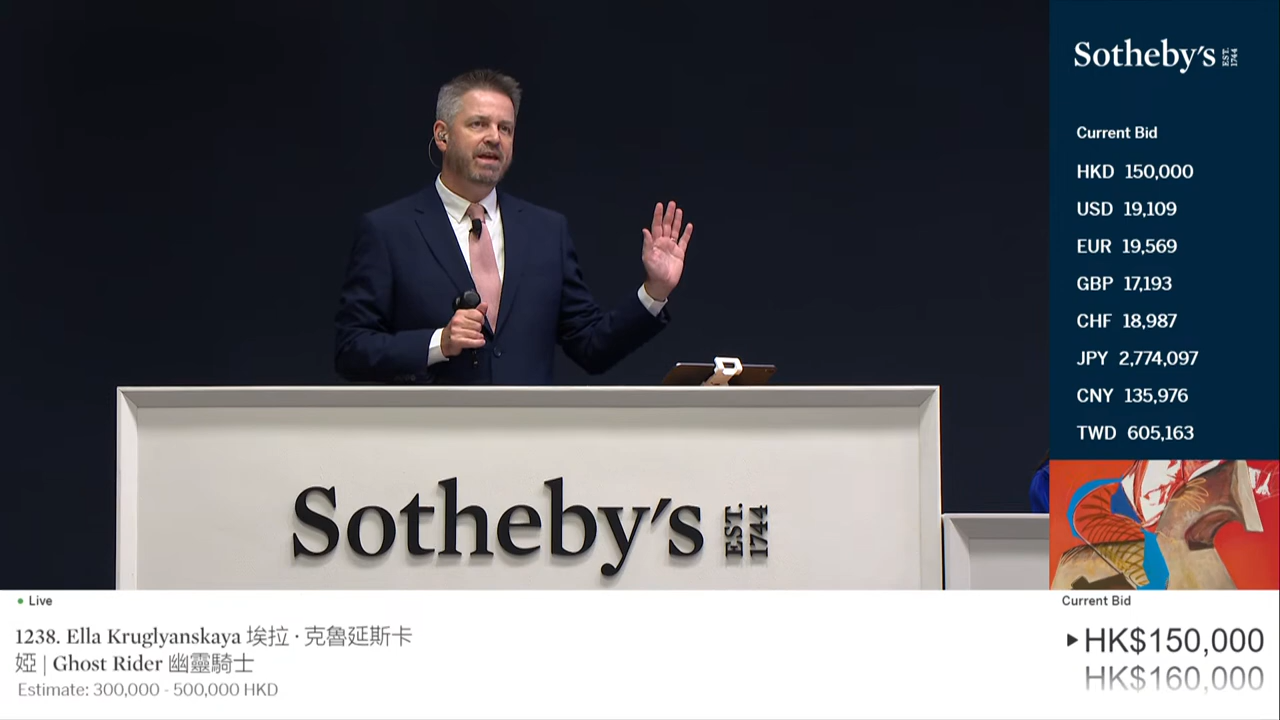 Sotheby's EST. 1744
Current Bid
HKD 150,000
USD 19,109
EUR 19,569
GBP 17,193
CHF 18,987
JPY 2,774,097
CNY 135,976
TWD 605,163
Sotheby's EST. 1744
Live
1238. Ella Kruglyanskaya 埃拉·克魯延斯卡
婭 | Ghost Rider 幽靈騎士
Estimate: 300,000 - 500,000 HKD
Current Bid
HK$150,000
HK$160,000